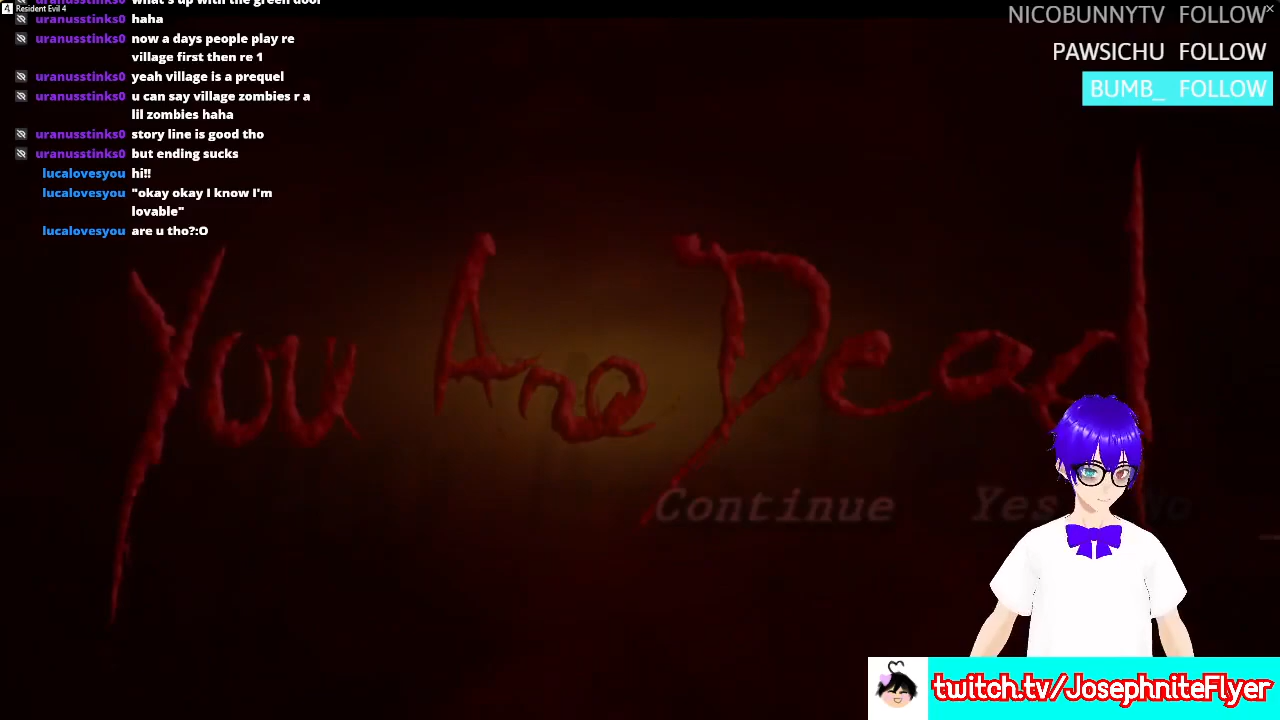 Resident Evil 4
what's up with the green door
uranusstinks0 haha
uranusstinks0 now a days people play re
village first then re 1
uranusstinks0 yeah village is a prequel
uranusstinks0 u can say village zombies r a
lil zombies haha
uranusstinks0 story line is good tho
uranusstinks0 but ending sucks
lucalovesyou hi!!
lucalovesyou "okay okay I know I'm
lovable"
lucalovesyou are u tho?:O
NICOBUNNYTV FOLLOW
PAWSICHU FOLLOW
BUMB_ FOLLOW
You Are Dead
Continue Yes No
twitch.tv/JosephniteFlyer